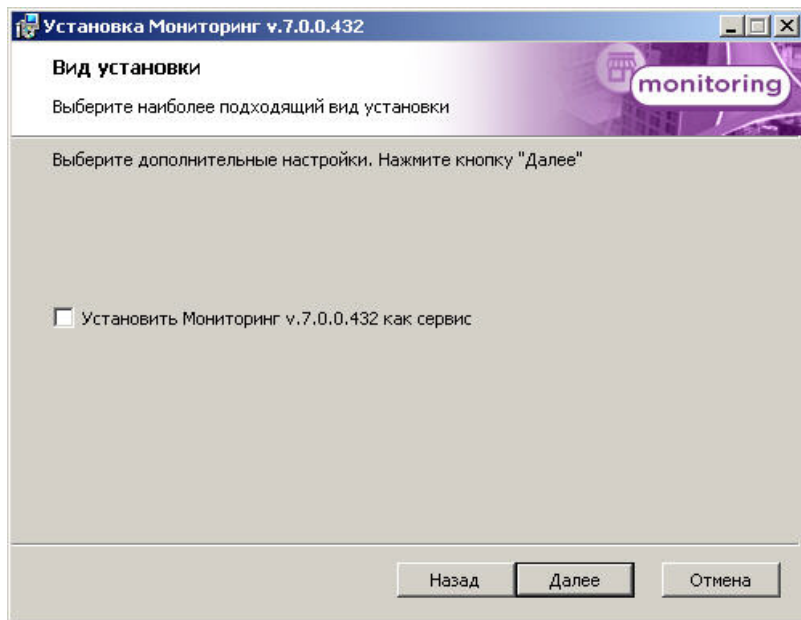 Установка Мониторинг v.7.0.0.432
Вид установки
Выберите наиболее подходящий вид установки
monitoring
Выберите дополнительные настройки. Нажмите кнопку "Далее"
Установить Мониторинг v.7.0.0.432 как сервис
Назад
Далее
Отмена